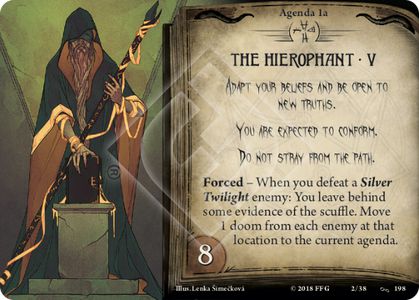 Agenda 1a
THE HIEROPHANT · V
ADAPT YOUR BELIEFS AND BE OPEN TO
NEW TRUTHS.
YOU ARE EXPECTED TO CONFORM.
DO NOT STRAY FROM THE PATH.
Forced – When you defeat a Silver
Twilight enemy: You leave behind
some evidence of the scuffle. Move
1 doom from each enemy at that
location to the current agenda.
8
Illus. Lenka Šimečková
© 2018 FFG
2/38
198